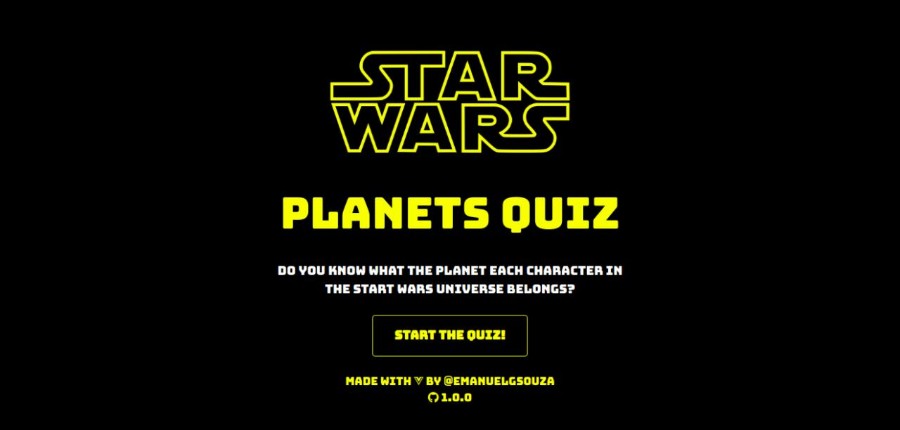 STAR
WARS
PLANETS QUIZ
DO YOU KNOW WHAT THE PLANET EACH CHARACTER IN
THE START WARS UNIVERSE BELONGS?
START THE QUIZ!
MADE WITH BY @EMANUELGSOUZA
1.0.0